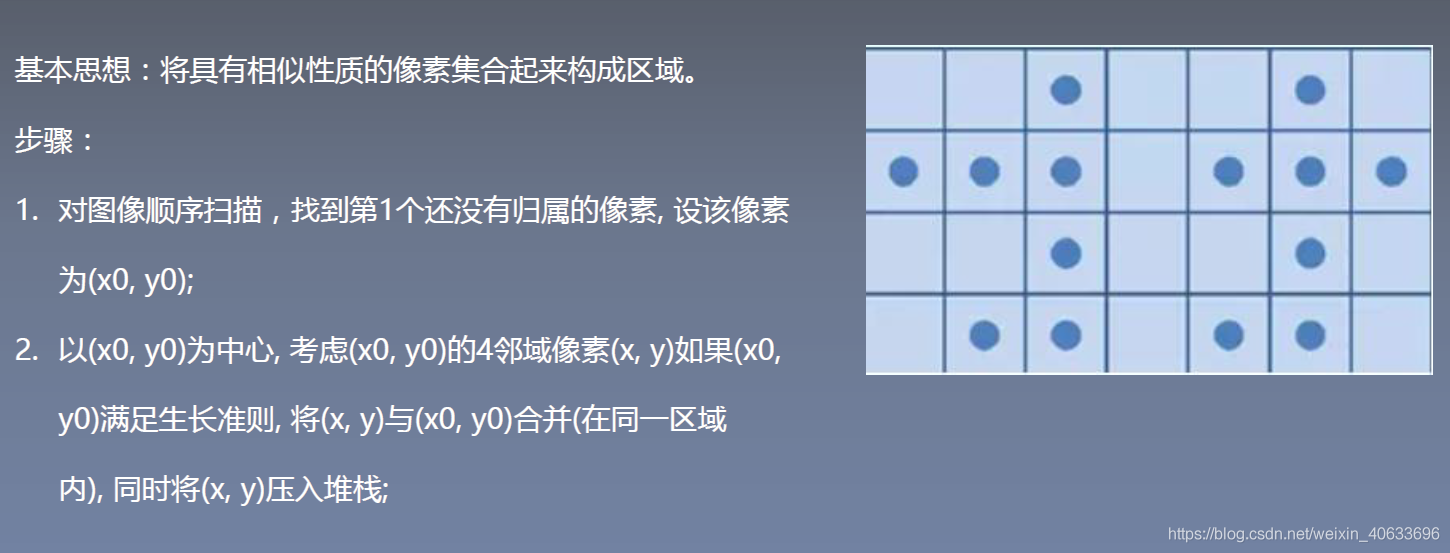 基本思想：将具有相似性质的像素集合起来构成区域。
步骤：
1. 对图像顺序扫描，找到第1个还没有归属的像素, 设该像素
为(x0, y0);
2. 以(x0, y0)为中心, 考虑(x0, y0)的4邻域像素(x, y)如果(x0,
y0)满足生长准则, 将(x, y)与(x0, y0)合并(在同一区域
内), 同时将(x, y)压入堆栈;
https://blog.csdn.net/weixin_40633696